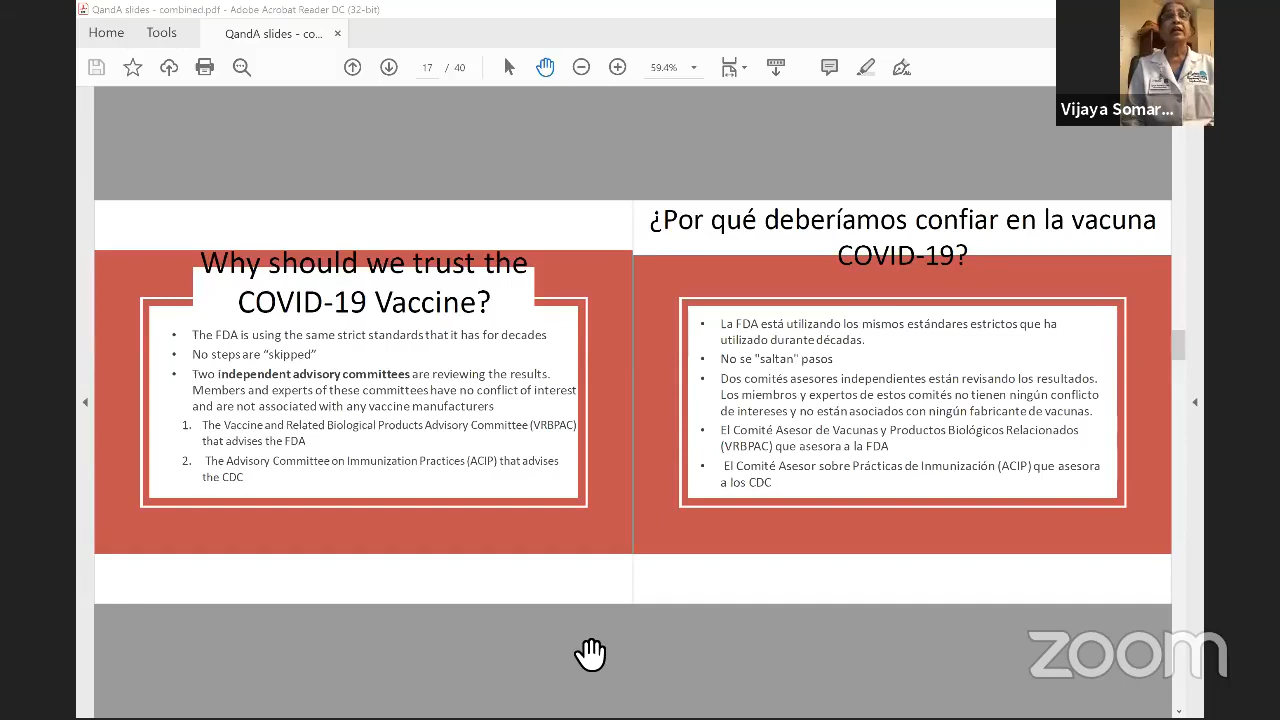 QandA slides - combined.pdf - Adobe Acrobat Reader DC (32-bit)
Home Tools QandA slides - co... ×
17 / 40 59.4%
Vijaya Somar...
Why should we trust the
COVID-19 Vaccine?
• The FDA is using the same strict standards that it has for decades
• No steps are “skipped”
• Two independent advisory committees are reviewing the results.
Members and experts of these committees have no conflict of interest
and are not associated with any vaccine manufacturers
1. The Vaccine and Related Biological Products Advisory Committee (VRBPAC)
that advises the FDA
2. The Advisory Committee on Immunization Practices (ACIP) that advises
the CDC
¿Por qué deberíamos confiar en la vacuna
COVID-19?
• La FDA está utilizando los mismos estándares estrictos que ha
utilizado durante décadas.
• No se "saltan" pasos
• Dos comités asesores independientes están revisando los resultados.
Los miembros y expertos de estos comités no tienen ningún conflicto
de intereses y no están asociados con ningún fabricante de vacunas.
• El Comité Asesor de Vacunas y Productos Biológicos Relacionados
(VRBPAC) que asesora a la FDA
• El Comité Asesor sobre Prácticas de Inmunización (ACIP) que asesora
a los CDC
zoom